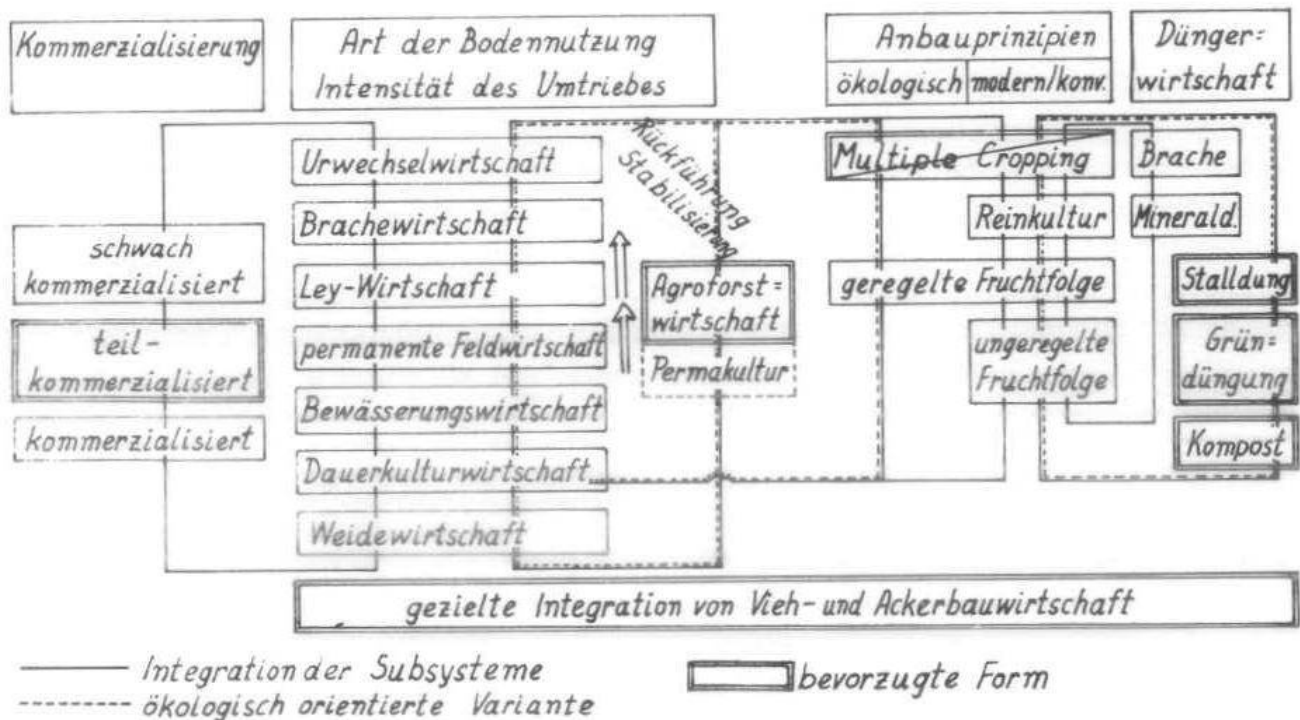 Kommerzialisierung
Art der Bodennutzung
Intensität des Umtriebes
Anbauprinzipien
ökologisch modern/konv.
Dünger=
wirtschaft
schwach
kommerzialisiert
teil-
kommerzialisiert
kommerzialisiert
Urwechselwirtschaft
Brachewirtschaft
Ley-Wirtschaft
permanente Feldwirtschaft
Bewässerungswirtschaft
Dauerkulturwirtschaft
Weidewirtschaft
Rückführung
Stabilisierung
Agroforst=
wirtschaft
Permakultur
Multiple Cropping
Reinkultur
geregelte Fruchtfolge
ungeregelte
Fruchtfolge
Brache
Minerald.
Stalldung
Grün=
düngung
Kompost
gezielte Integration von Vieh- und Ackerbauwirtschaft
Integration der Subsysteme
ökologisch orientierte Variante
bevorzugte Form